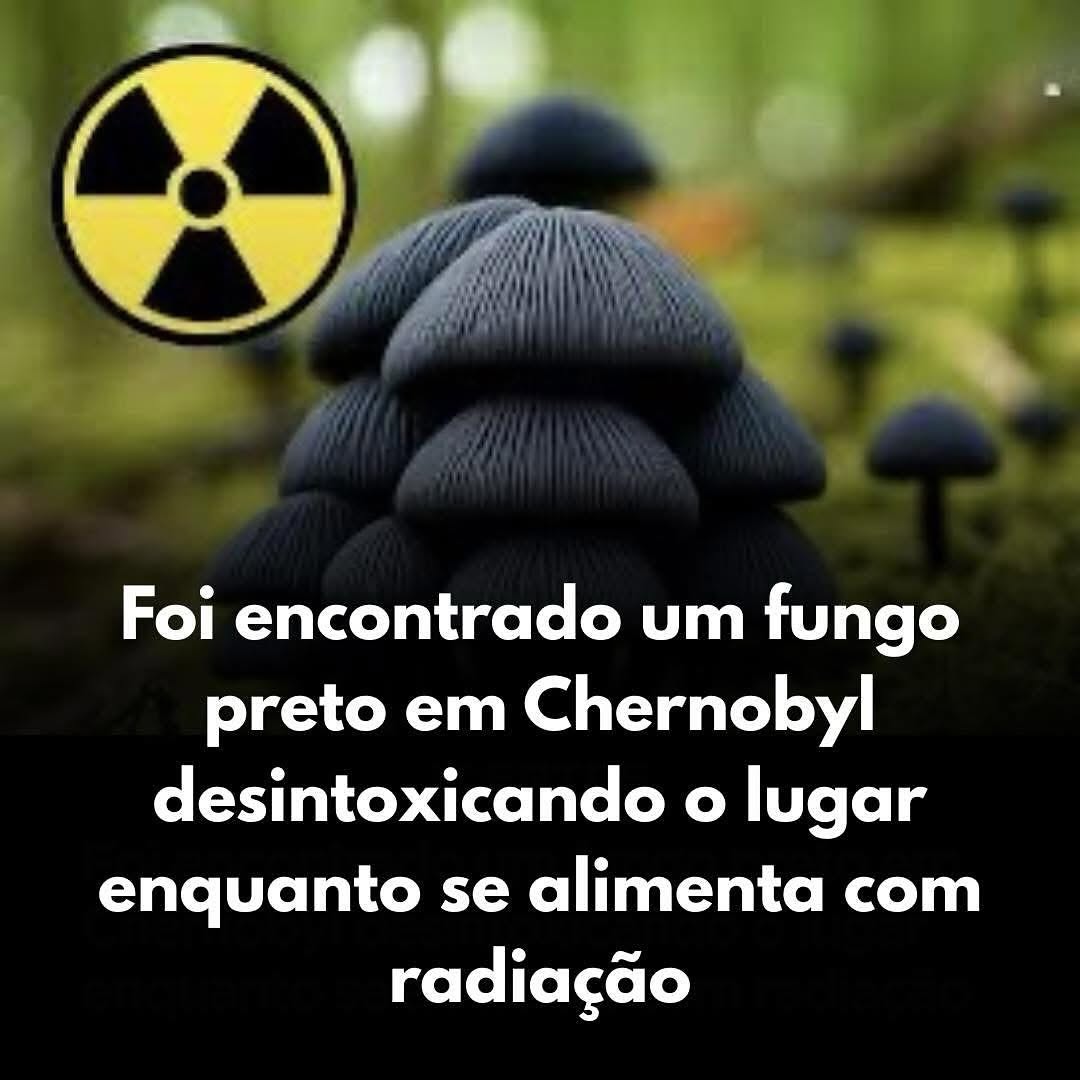 Foi encontrado um fungo
preto em Chernobyl
desintoxicando o lugar
enquanto se alimenta com
radiação